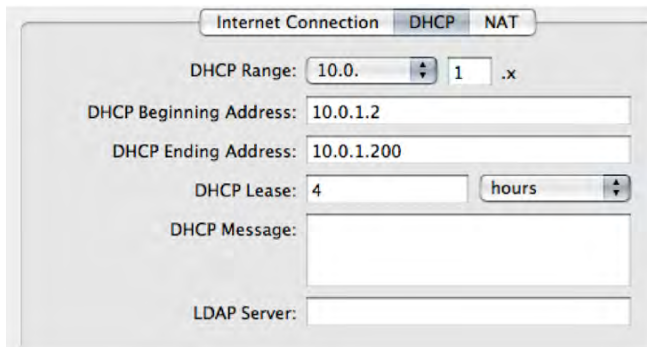 Internet Connection DHCP NAT
DHCP Range: 10.0. 1 .x
DHCP Beginning Address: 10.0.1.2
DHCP Ending Address: 10.0.1.200
DHCP Lease: 4 hours
DHCP Message:
LDAP Server: